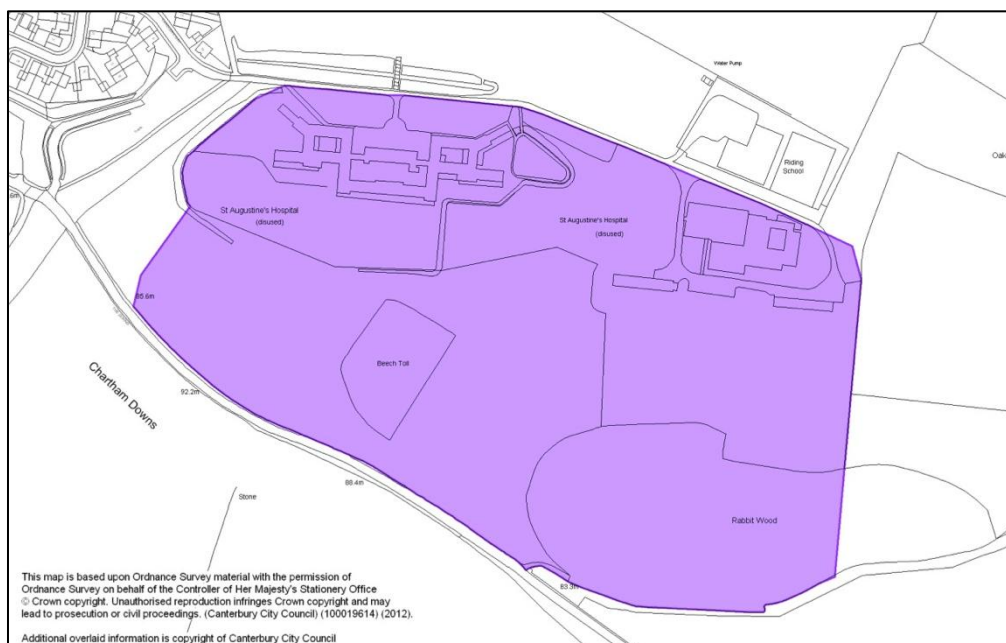 Water Pump
Riding
School
Oak
St Augustine's Hospital
(disused)
St Augustine's Hospital
(disused)
85.6m
Beech Toll
92.2m
Chartham Downs
88.4m
Stone
Rabbit Wood
83.3m
This map is based upon Ordnance Survey material with the permission of
Ordnance Survey on behalf of the Controller of Her Majesty's Stationery Office
© Crown copyright. Unauthorised reproduction infringes Crown copyright and may
lead to prosecution or civil proceedings. (Canterbury City Council) (100019614) (2012).
Additional overlaid information is copyright of Canterbury City Council